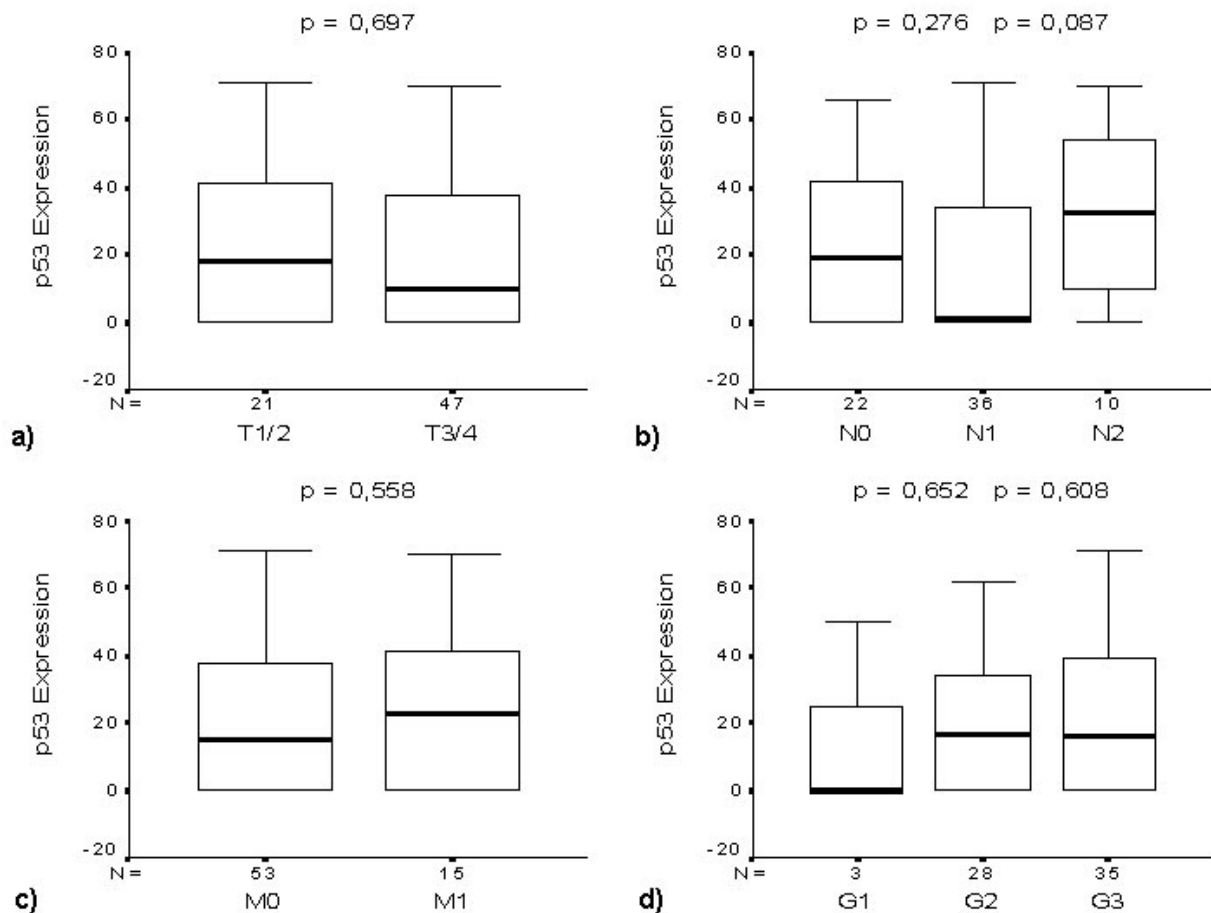 p = 0,697
80
60
40
20
0
-20
p53 Expression
N = 21 47
T1/2 T3/4
a)
p = 0,276 p = 0,087
80
60
40
20
0
-20
p53 Expression
N = 22 36 10
N0 N1 N2
b)
p = 0,558
80
60
40
20
0
-20
p53 Expression
N = 53 15
M0 M1
c)
p = 0,652 p = 0,608
80
60
40
20
0
-20
p53 Expression
N = 3 28 35
G1 G2 G3
d)